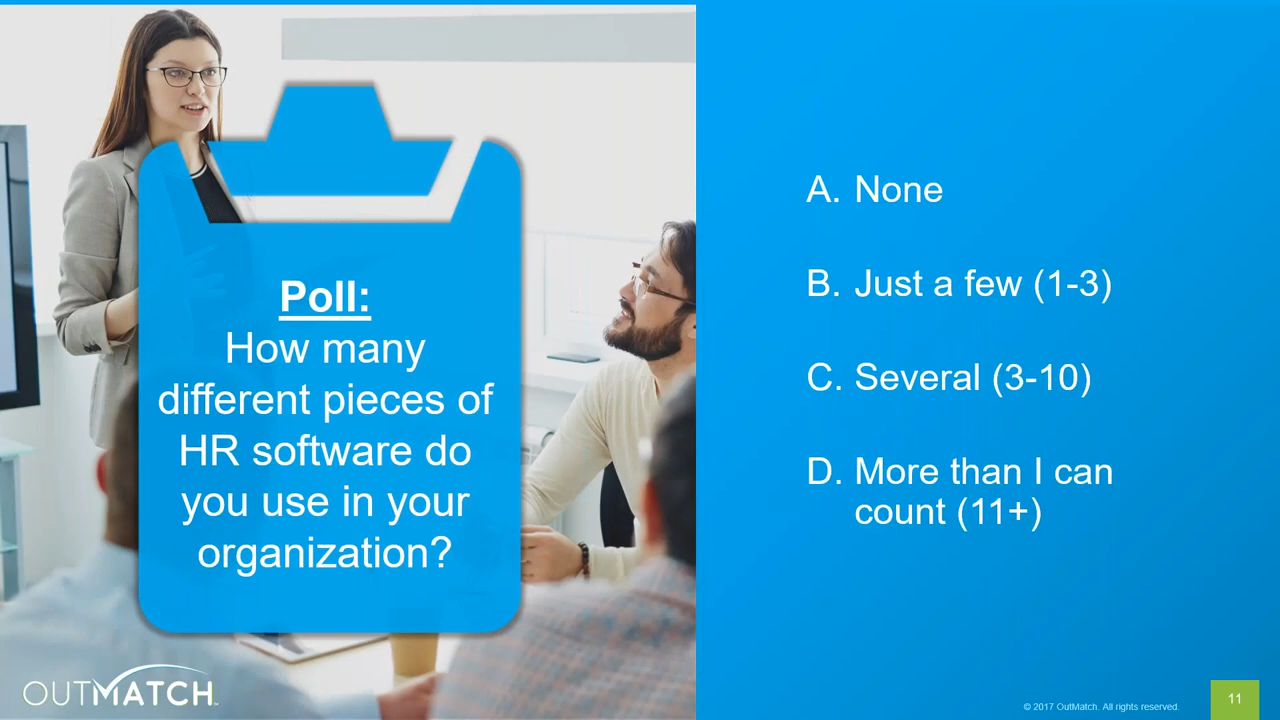 Poll:
How many
different pieces of
HR software do
you use in your
organization?
A. None
B. Just a few (1-3)
C. Several (3-10)
D. More than I can
count (11+)
OUTMATCH™
© 2017 OutMatch. All rights reserved.
11